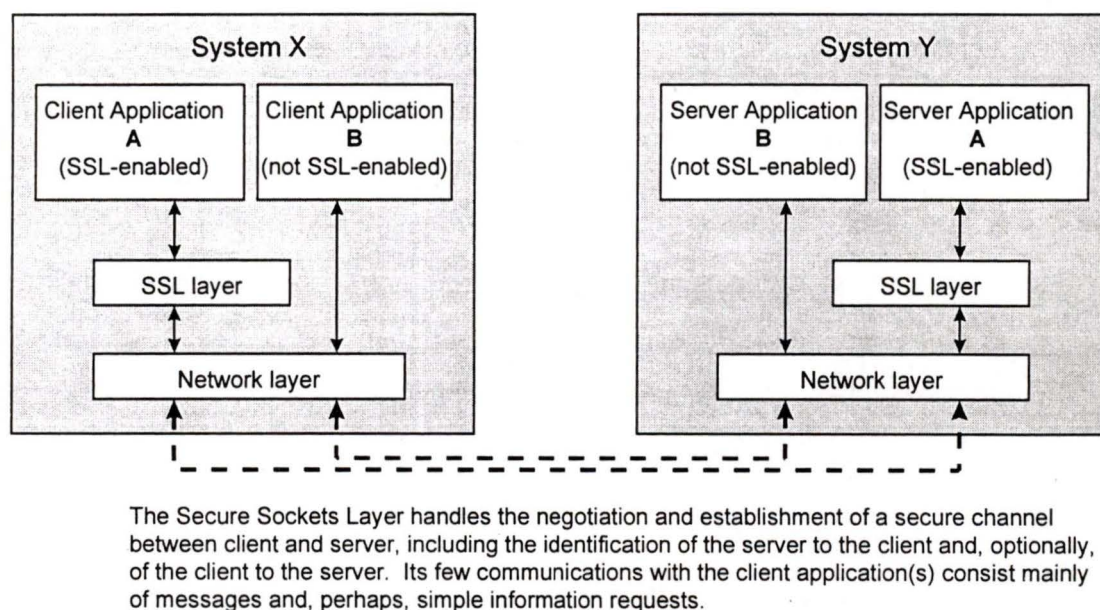 System X
Client Application
A
(SSL-enabled)
Client Application
B
(not SSL-enabled)
SSL layer
Network layer
System Y
Server Application
B
(not SSL-enabled)
Server Application
A
(SSL-enabled)
SSL layer
Network layer
The Secure Sockets Layer handles the negotiation and establishment of a secure channel
between client and server, including the identification of the server to the client and, optionally,
of the client to the server. Its few communications with the client application(s) consist mainly
of messages and, perhaps, simple information requests.